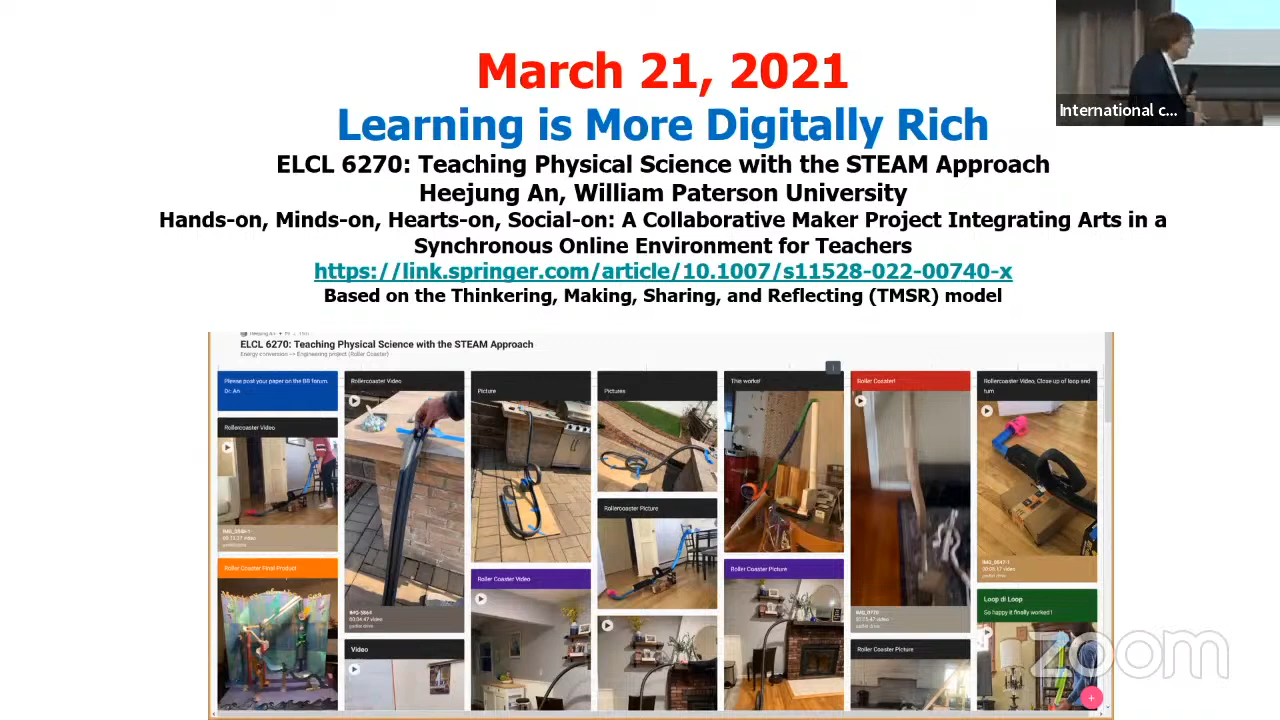 March 21, 2021
Learning is More Digitally Rich
ELCL 6270: Teaching Physical Science with the STEAM Approach
Heejung An, William Paterson University
Hands-on, Minds-on, Hearts-on, Social-on: A Collaborative Maker Project Integrating Arts in a
Synchronous Online Environment for Teachers
https://link.springer.com/article/10.1007/s11528-022-00740-x
Based on the Thinkering, Making, Sharing, and Reflecting (TMSR) model
International c...
ELCL 6270: Teaching Physical Science with the STEAM Approach
Energy conversion --> Engineering project (Roller Coaster)
Please post your paper on the BB forum.
Dr. An
Rollercoaster Video
Roller Coaster Final Product
Rollercoaster Video
Video
Picture
Roller Coaster Video
Pictures
Rollercoaster Picture
This works!
Roller Coaster Picture
Roller Coaster!
Roller Coaster Picture
Rollercoaster Video, Close up of loop and
turn
Loop di Loop
So happy it finally worked !
zoom